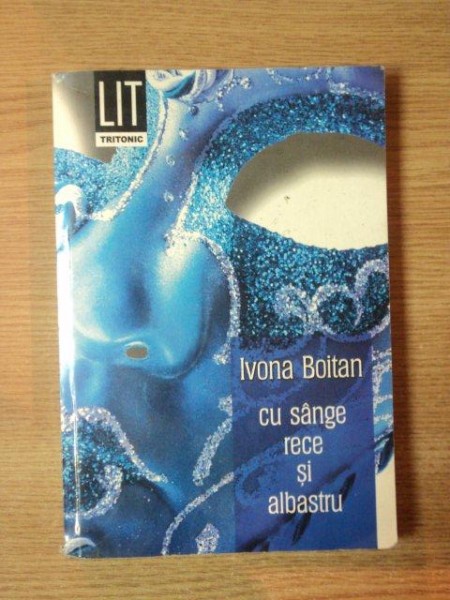 LIT
TRITONIC
Ivona Boitan
cu sânge
rece
și
albastru